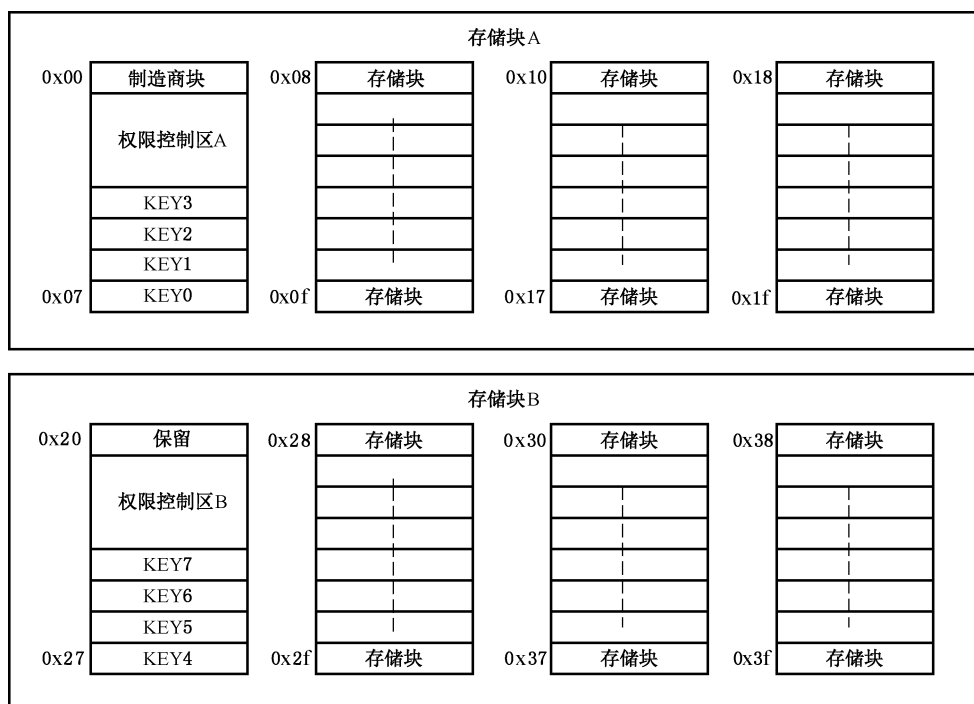 存储块A
0x00 制造商块 0x08 存储块 0x10 存储块 0x18 存储块
权限控制区A
KEY3
KEY2
KEY1
0x07 KEY0 0x0f 存储块 0x17 存储块 0x1f 存储块
存储块B
0x20 保留 0x28 存储块 0x30 存储块 0x38 存储块
权限控制区B
KEY7
KEY6
KEY5
0x27 KEY4 0x2f 存储块 0x37 存储块 0x3f 存储块